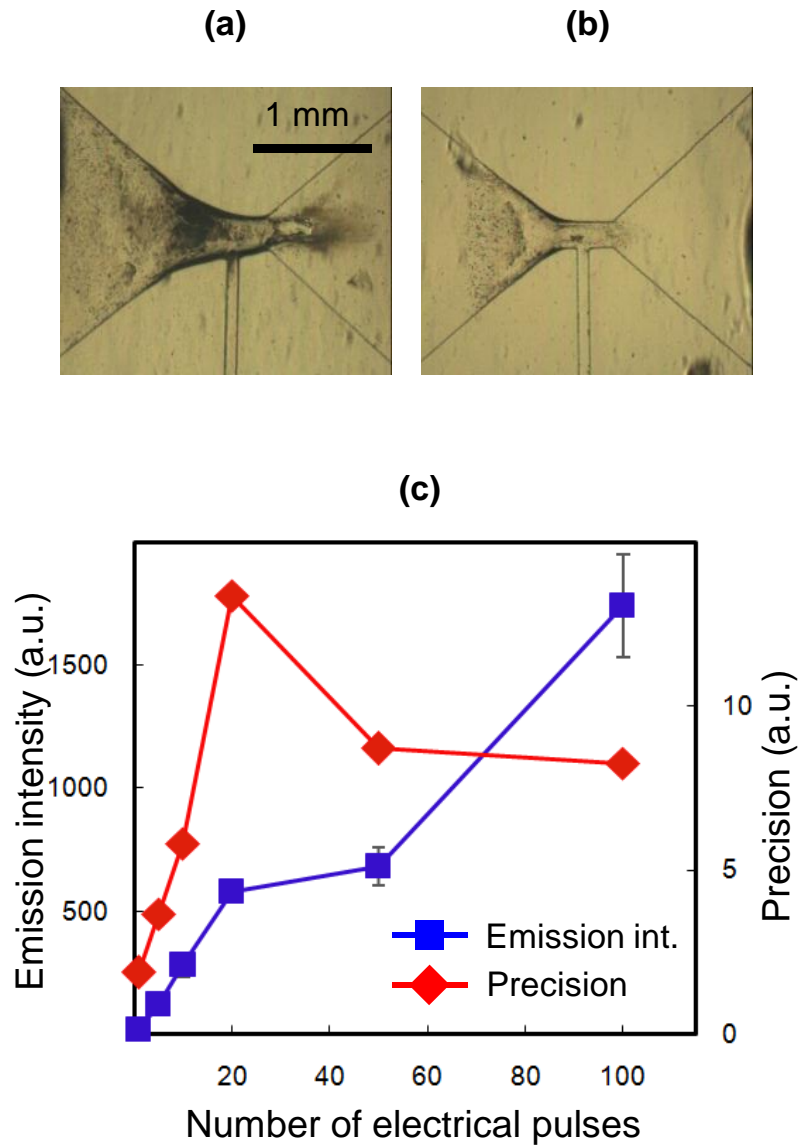 (a)
(b)
1 mm
(c)
Emission intensity (a.u.)
1500
1000
500
Precision (a.u.)
10
5
0
Emission int.
Precision
20
40
60
80
100
Number of electrical pulses